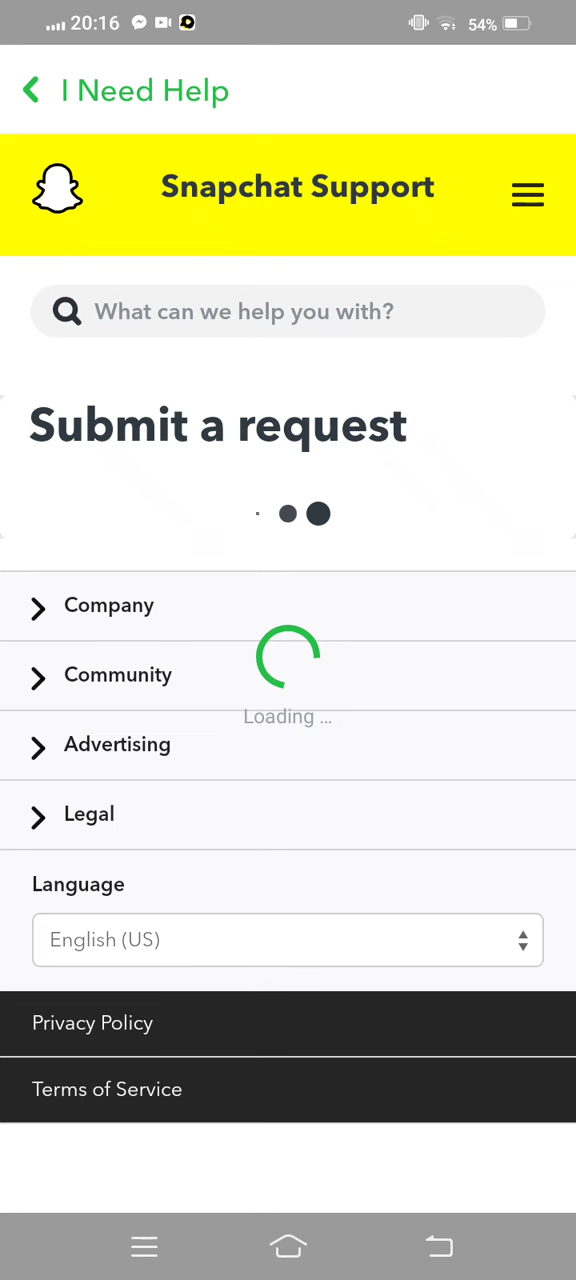 20:16
54%
I Need Help
Snapchat Support
What can we help you with?
Submit a request
Company
Community
Loading ...
Advertising
Legal
Language
English (US)
Privacy Policy
Terms of Service